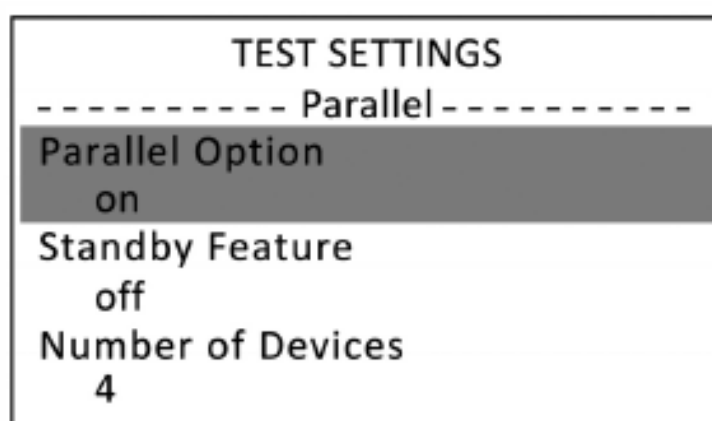 TEST SETTINGS
---------- Parallel ----------
Parallel Option
on
Standby Feature
off
Number of Devices
4